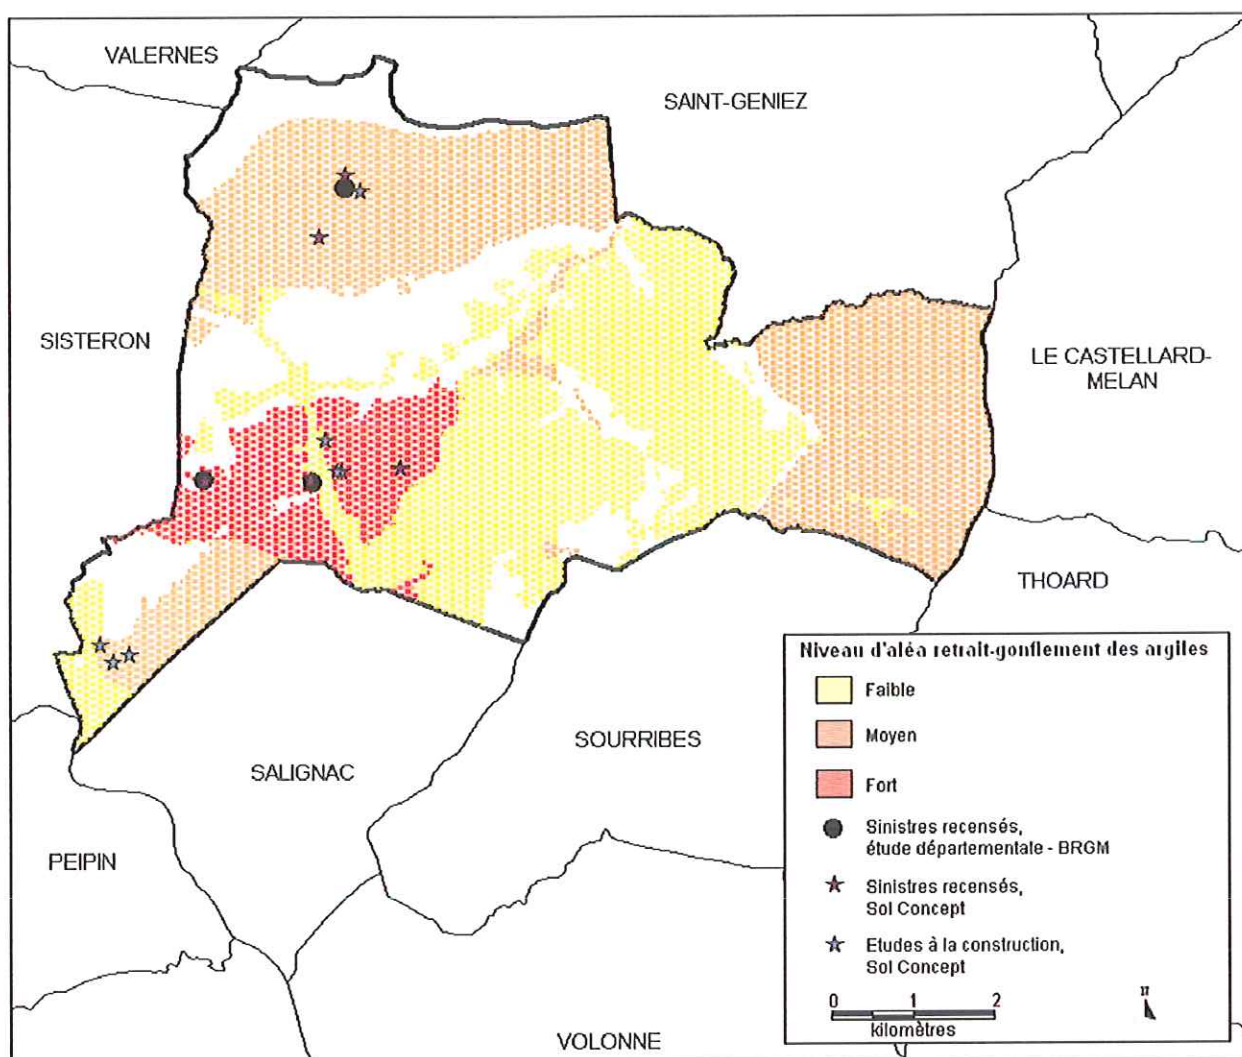 VALERNES
SAINT-GENIEZ
SISTERON
LE CASTELLARD-
MELAN
THOARD
SOURRIBES
SALIGNAC
PEIPIN
VOLONNE
Niveau d'aléa retrait-gonflement des argiles
Faible
Moyen
Fort
Sinistres recensés,
étude départementale - BRGM
Sinistres recensés,
Sol Concept
Etudes à la construction,
Sol Concept
0 1 2
kilomètres